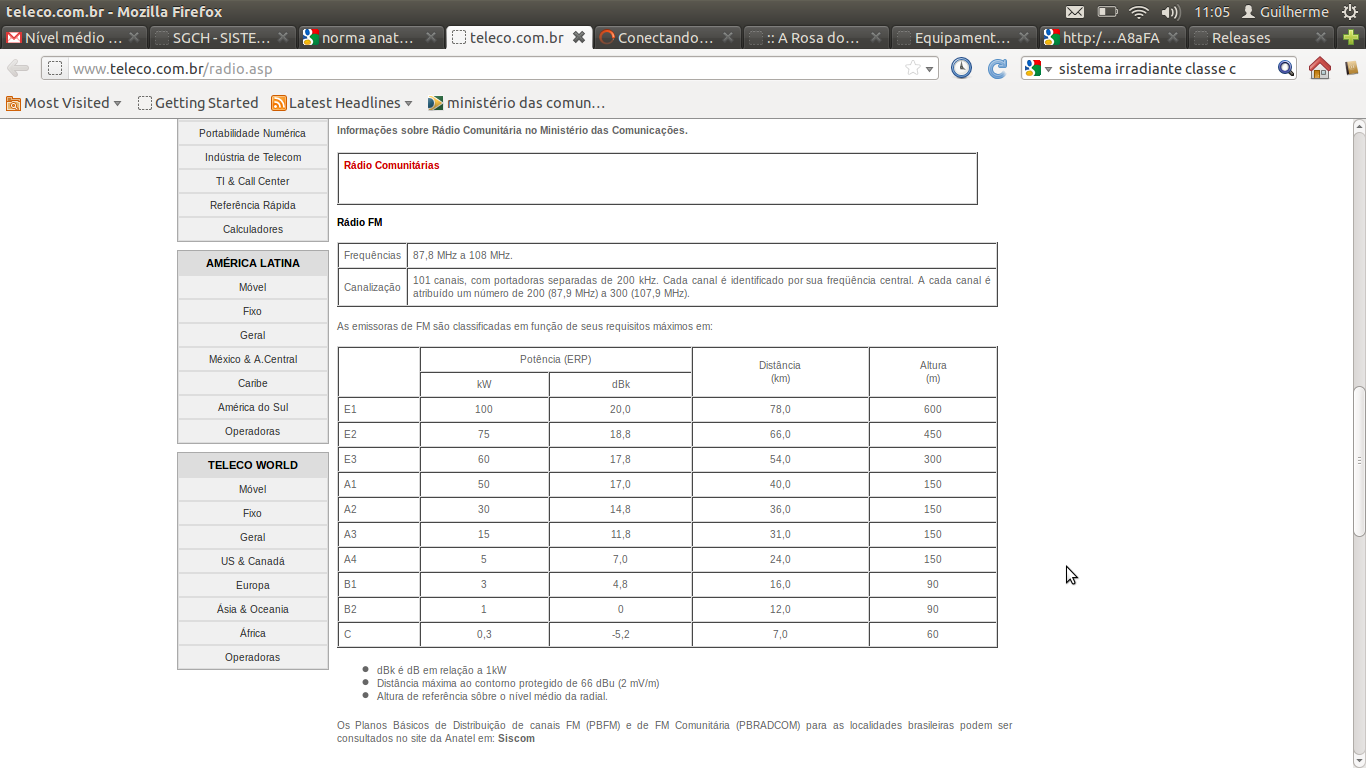 teleco.com.br - Mozilla Firefox
11:05 Guilherme
Nível médio ... SGCH - SISTE... norma anat... teleco.com.br Conectando... :: A Rosa do... Equipament... http:/...A8aFA Releases
www.teleco.com.br/radio.asp sistema irradiante classe c
Most Visited Getting Started Latest Headlines ministério das comun...
Portabilidade Numérica
Indústria de Telecom
TI & Call Center
Referência Rápida
Calculadores
AMÉRICA LATINA
Móvel
Fixo
Geral
México & A.Central
Caribe
América do Sul
Operadoras
TELECO WORLD
Móvel
Fixo
Geral
US & Canadá
Europa
Ásia & Oceania
África
Operadoras
Informações sobre Rádio Comunitária no Ministério das Comunicações.
Rádio Comunitárias
Rádio FM
Frequências 87,8 MHz a 108 MHz.
Canalização 101 canais, com portadoras separadas de 200 kHz. Cada canal é identificado por sua freqüência central. A cada canal é
atribuído um número de 200 (87,9 MHz) a 300 (107,9 MHz).
As emissoras de FM são classificadas em função de seus requisitos máximos em:
Potência (ERP) Distância (km) Altura (m)
kW dBk
E1 100 20,0 78,0 600
E2 75 18,8 66,0 450
E3 60 17,8 54,0 300
A1 50 17,0 40,0 150
A2 30 14,8 36,0 150
A3 15 11,8 31,0 150
A4 5 7,0 24,0 150
B1 3 4,8 16,0 90
B2 1 0 12,0 90
C 0,3 -5,2 7,0 60
dBk é dB em relação a 1kW
Distância máxima ao contorno protegido de 66 dBu (2 mV/m)
Altura de referência sôbre o nível médio da radial.
Os Planos Básicos de Distribuição de canais FM (PBFM) e de FM Comunitária (PBRADCOM) para as localidades brasileiras podem ser
consultados no site da Anatel em: Siscom